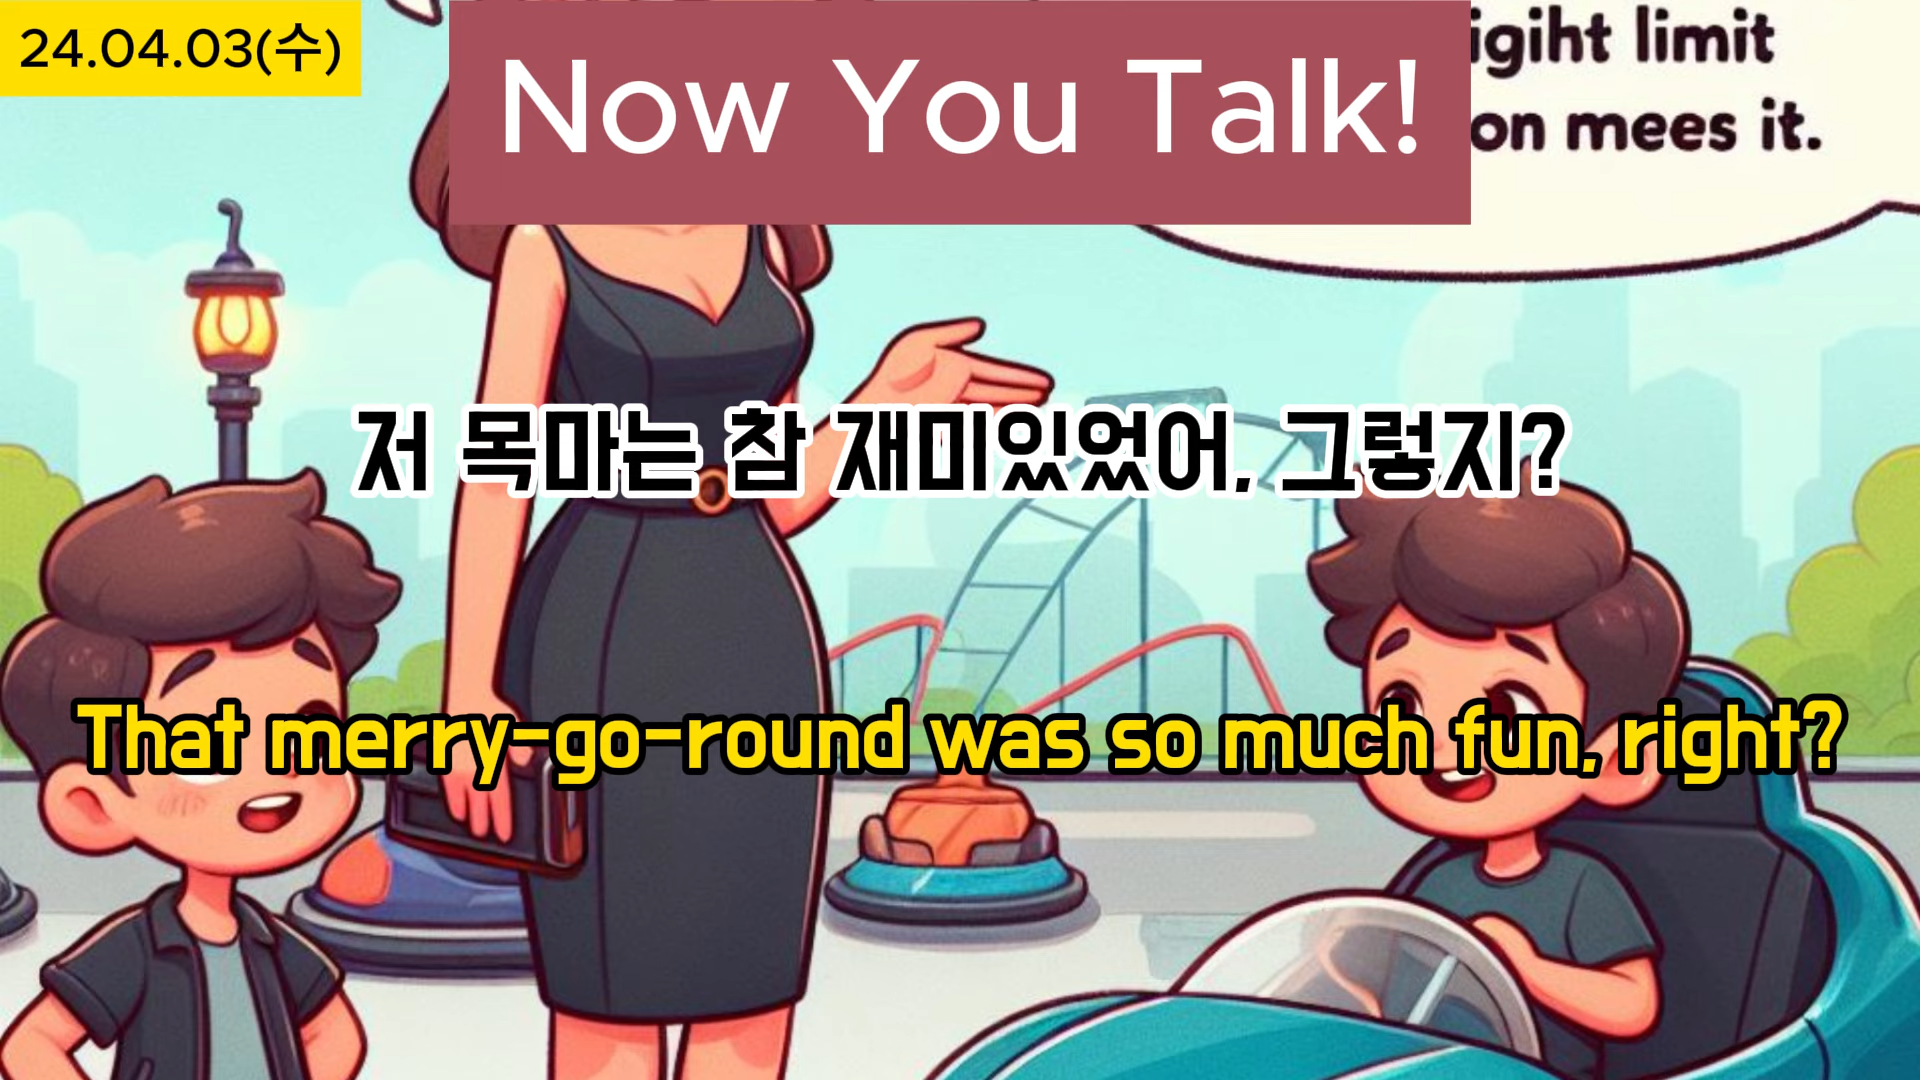 24.04.03(수)
Now You Talk!
igiht limit
on mees it.
저 목마는 참 재미있었어, 그렇지?
That merry-go-round was so much fun, right?